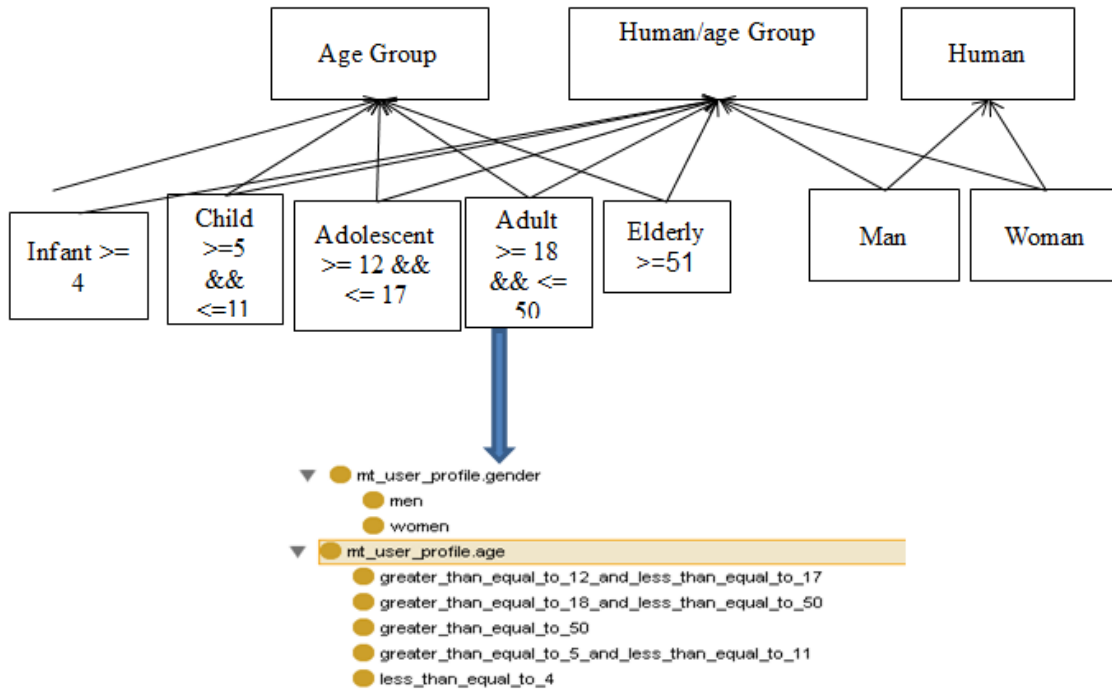 Age Group
Human/age Group
Human
Infant >=
4
Child
>=5
&&
<=11
Adolescent
>= 12 &&
<= 17
Adult
>= 18
&& <=
50
Elderly
>=51
Man
Woman
mt_user_profile.gender
men
women
mt_user_profile.age
greater_than_equal_to_12_and_less_than_equal_to_17
greater_than_equal_to_18_and_less_than_equal_to_50
greater_than_equal_to_50
greater_than_equal_to_5_and_less_than_equal_to_11
less_than_equal_to_4